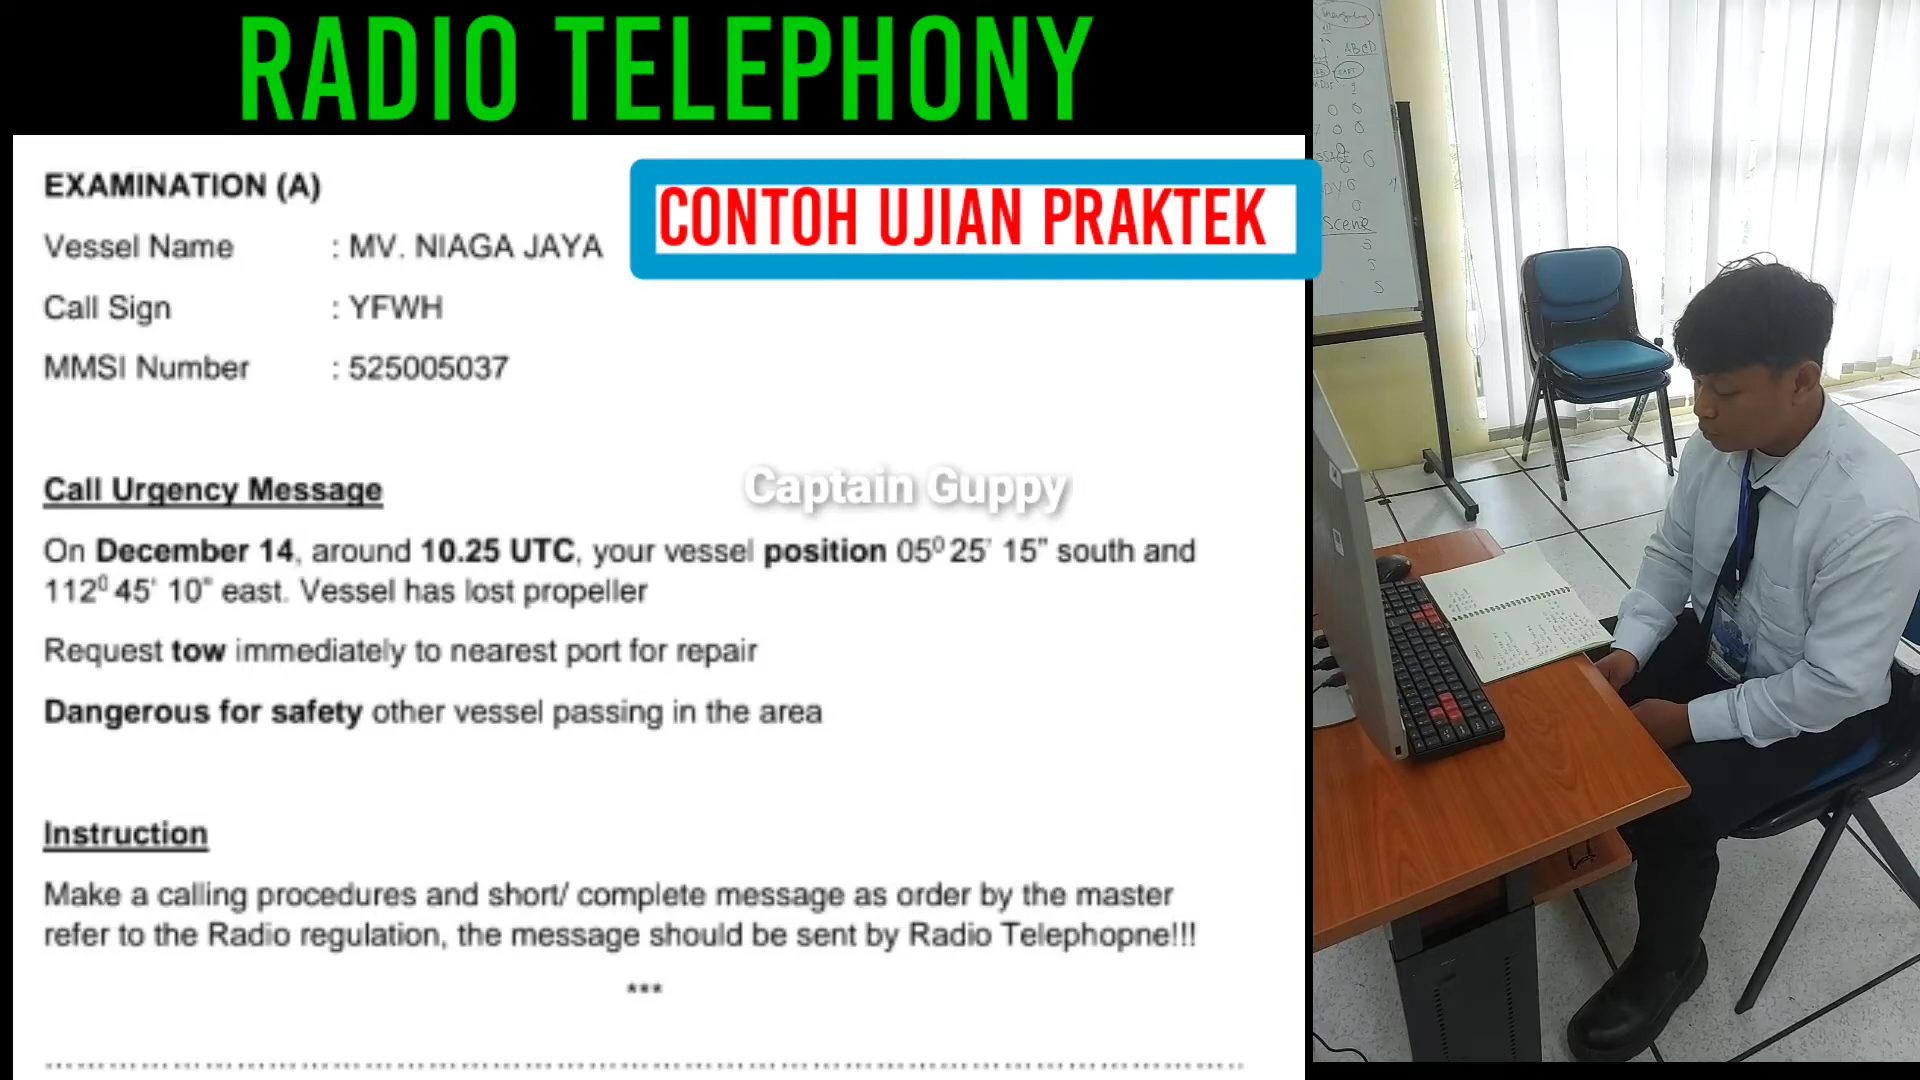 RADIO TELEPHONY
CONTOH UJIAN PRAKTEK
EXAMINATION (A)
Vessel Name : MV. NIAGA JAYA
Call Sign : YFWH
MMSI Number : 525005037
Call Urgency Message
Captain Guppy
On December 14, around 10.25 UTC, your vessel position 05⁰ 25' 15" south and
112⁰ 45' 10" east. Vessel has lost propeller
Request tow immediately to nearest port for repair
Dangerous for safety other vessel passing in the area
Instruction
Make a calling procedures and short/ complete message as order by the master
refer to the Radio regulation, the message should be sent by Radio Telephopne!!!
***
ABCD
Scene